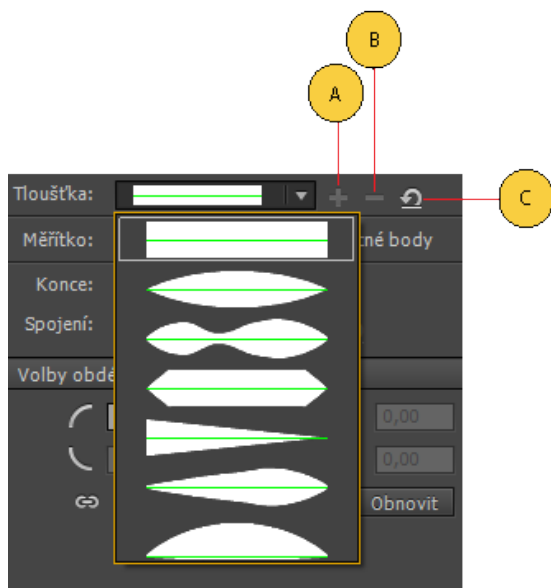 B
A
C
Tloušťka:
Měřítko:
tné body
Konce:
Spojení:
Volby obdé
0,00
0,00
Obnovit